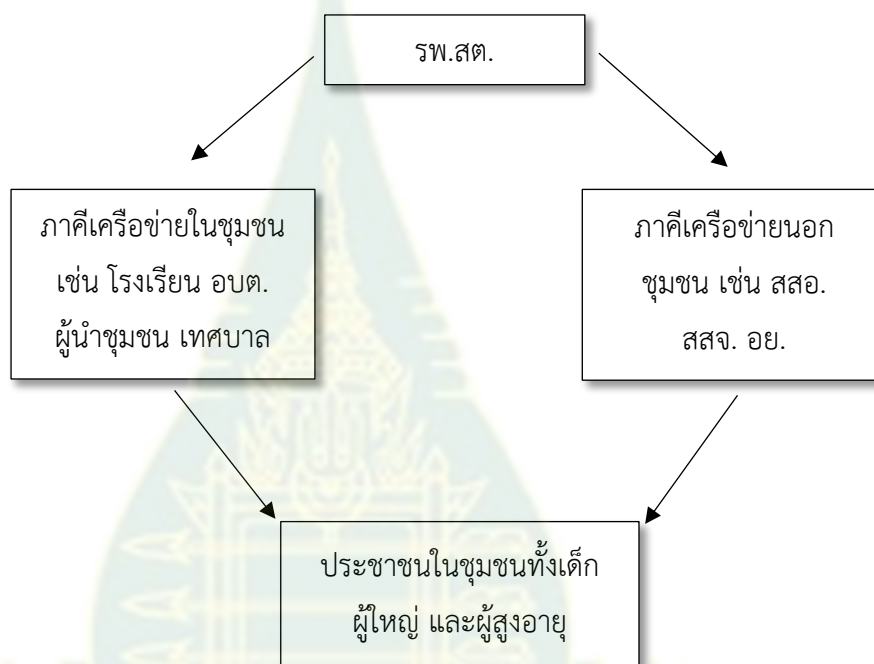 รพ.สต.
ภาคีเครือข่ายในชุมชน
เช่น โรงเรียน อบต.
ผู้นำชุมชน เทศบาล
ภาคีเครือข่ายนอก
ชุมชน เช่น สสอ.
สสจ. อย.
ประชาชนในชุมชนทั้งเด็ก
ผู้ใหญ่ และผู้สูงอายุ